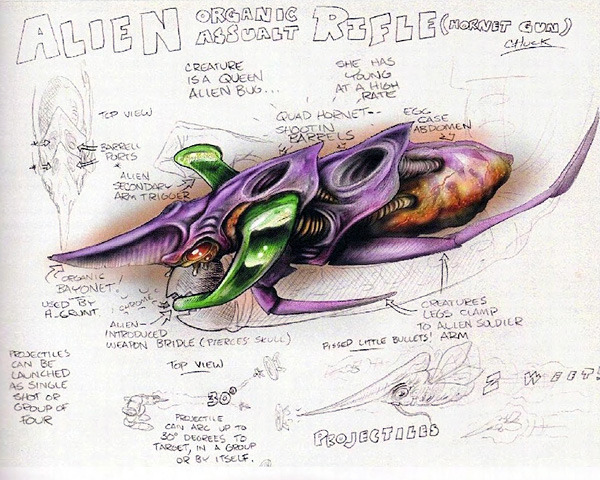 ALIEN ORGANIC ASSUALT RIFLE (HORNET GUN)
CHUCK
CREATURE
IS A QUEEN
ALIEN BUG...
SHE HAS
YOUNG
AT A HIGH
RATE
TOP VIEW
QUAD HORNET--
SHOOTIN
BARRELS
EGG
CASE
ABDOMEN
BARRELL
PORTS
ALIEN
SECONDARY
ARM TRIGGER
ORGANIC
BAYONET!
USED BY
A-GRUNT.
CHROME
ALIEN-
INTRODUCED
WEAPON BRIDLE (PIERCES SKULL)
CREATURES
LEGS CLAMP
TO ALIEN SOLDIER
ARM
PROJECTILES
CAN BE
LAUNCHED
AS SINGLE
SHOT OR
GROUP OF
FOUR
TOP VIEW
30°
PROJECTILE
CAN ARC UP TO
30° DEGREES TO
TARGET, IN A GROUP
OR BY ITSELF.
PISSED LITTLE BULLETS!
2 WEET!
PROJECTILES